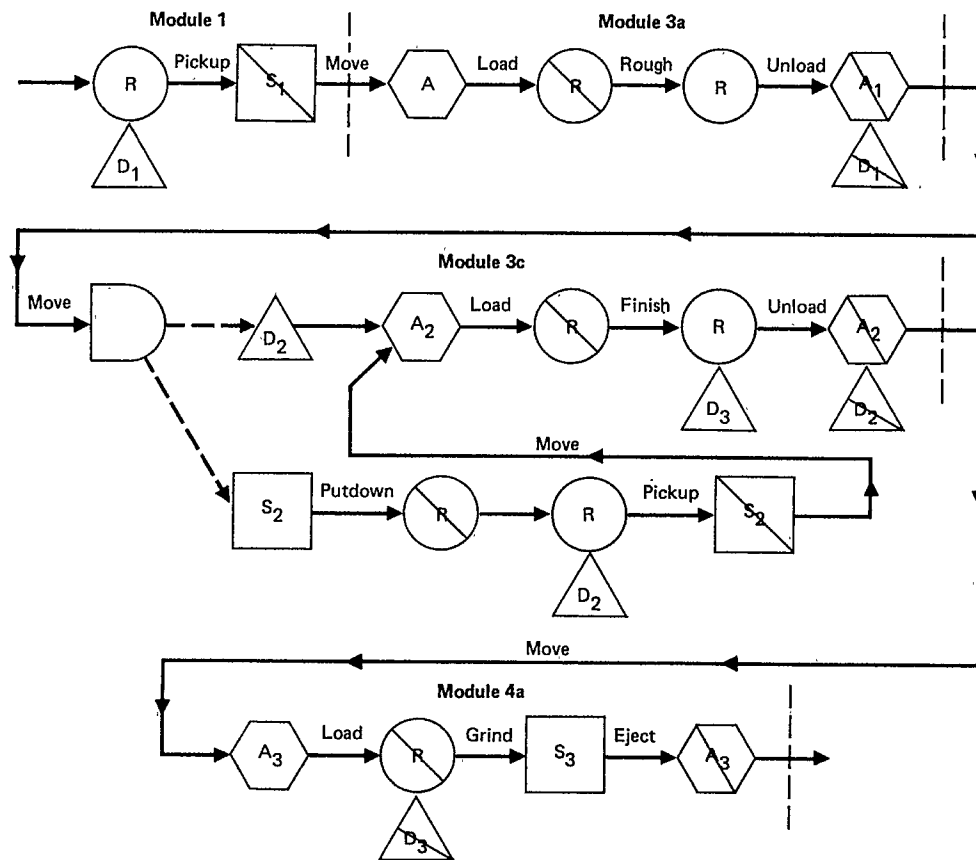 Module 1
Module 3a
Pickup
Move
Load
Rough
Unload
R
S1
A
R
R
A1
D1
D1
Module 3c
Move
Load
Finish
Unload
D2
A2
R
R
A2
D3
D2
Move
Putdown
Pickup
S2
R
R
S2
D2
Move
Module 4a
Load
Grind
Eject
A3
R
S3
A3
D3